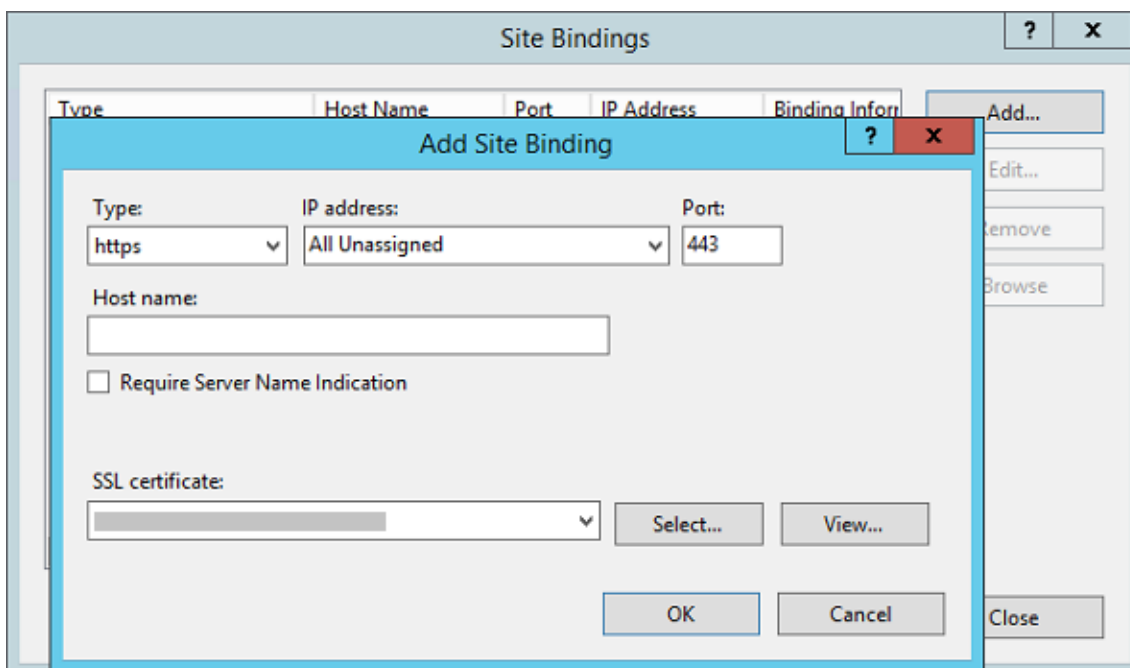 Site Bindings
? x
Type Host Name Port IP Address Binding Inforr
Add...
Add Site Binding
? x
Edit...
Remove
Browse
Type: IP address: Port:
https All Unassigned 443
Host name:
Require Server Name Indication
SSL certificate:
Select... View...
OK Cancel
Close